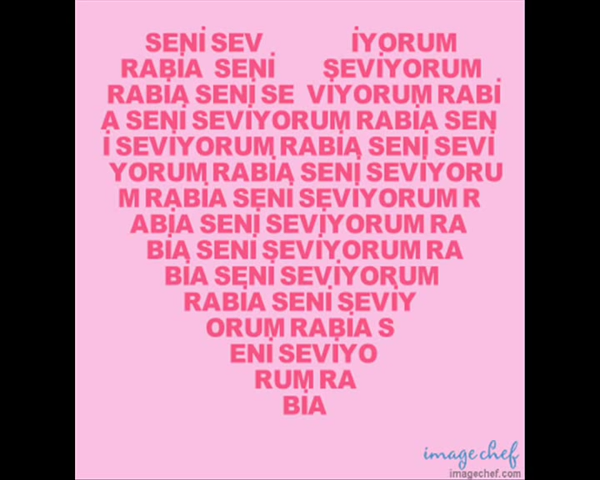 SENİ SEV İYORUM
RABİA SENİ SEVİYORUM
RABİA SENİ SE VİYORUM RABİ
A SENİ SEVİYORUM RABİA SEN
İ SEVİYORUM RABİA SENİ SEVİ
YORUM RABİA SENİ SEVİYORU
M RABİA SENİ SEVİYORUM R
ABİA SENİ SEVİYORUM RA
BİA SENİ SEVİYORUM RA
BİA SENİ SEVİYORUM
RABİA SENİ SEVİY
ORUM RABİA S
ENİ SEVİYO
RUM RA
BİA
image chef
imagechef.com